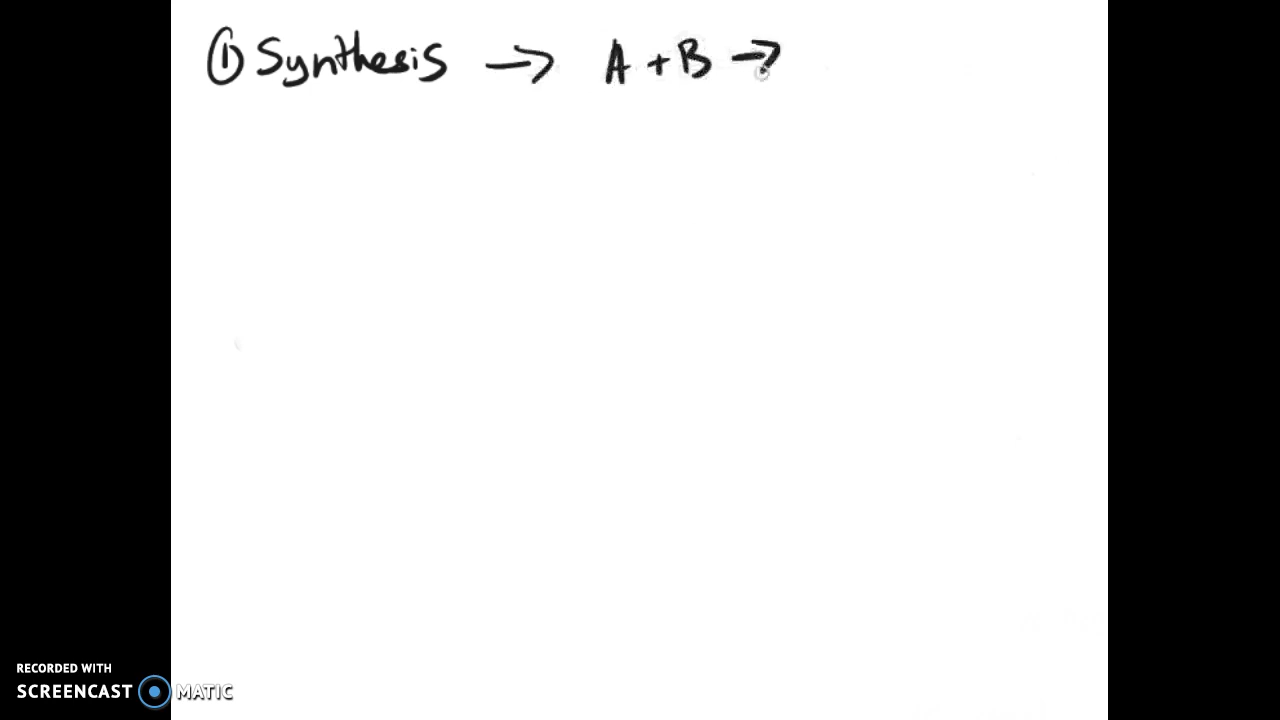 ① Synthesis → A + B →
RECORDED WITH
SCREENCAST MATIC